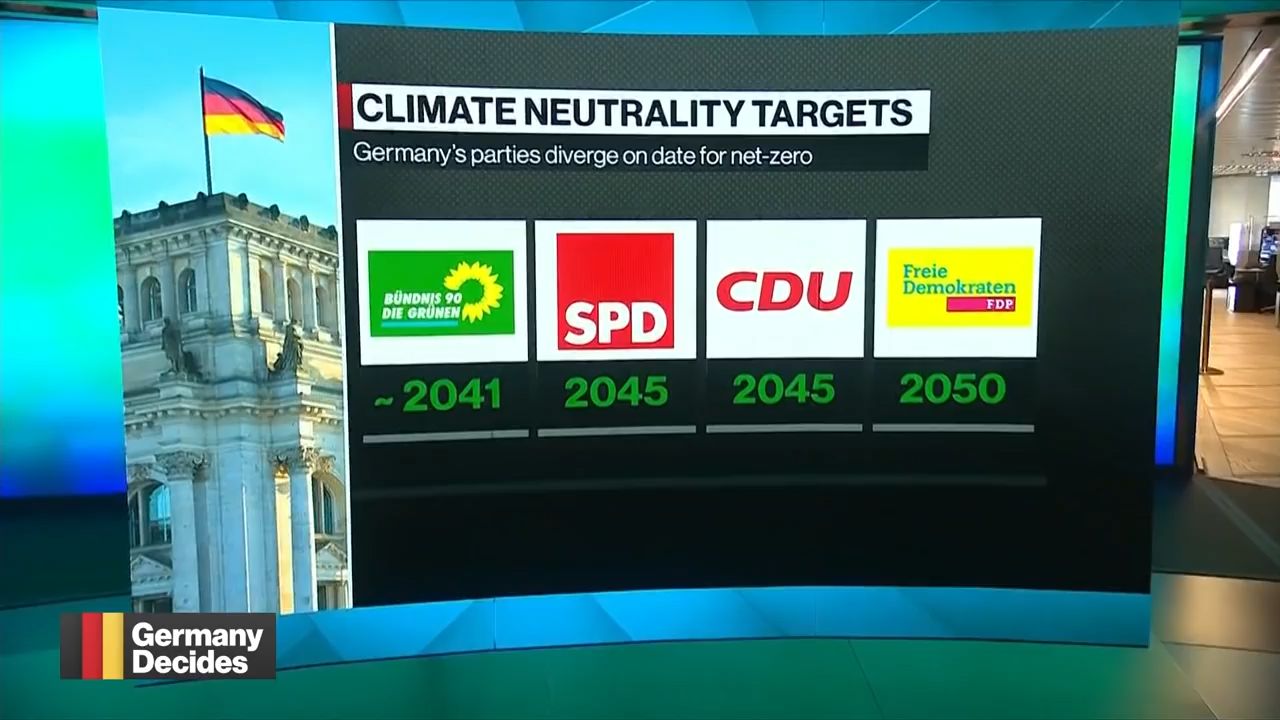 CLIMATE NEUTRALITY TARGETS
Germany's parties diverge on date for net-zero
BÜNDNIS 90
DIE GRÜNEN
SPD
CDU
Freie
Demokraten
FDP
~ 2041
2045
2045
2050
Germany
Decides